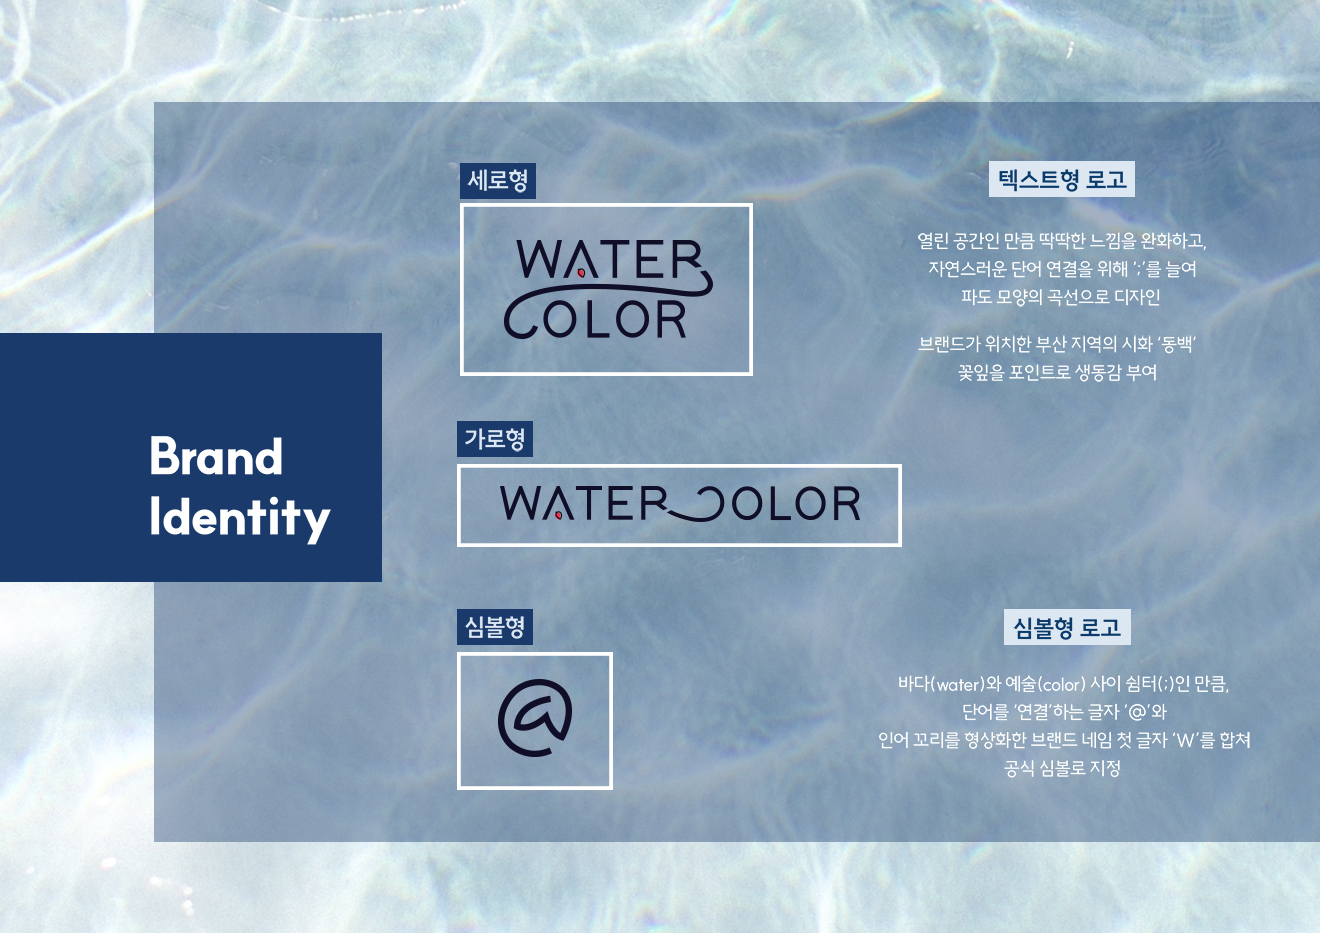 Brand
Identity
세로형
WATER
COLOR
가로형
WATER COLOR
심볼형
@
텍스트형 로고
열린 공간인 만큼 딱딱한 느낌을 완화하고,
자연스러운 단어 연결을 위해 ‘;’를 늘여
파도 모양의 곡선으로 디자인
브랜드가 위치한 부산 지역의 시화 ‘동백’
꽃잎을 포인트로 생동감 부여
심볼형 로고
바다(water)와 예술(color) 사이 쉼터(;)인 만큼,
단어를 ‘연결’하는 글자 ‘@’와
인어 꼬리를 형상화한 브랜드 네임 첫 글자 ‘W’를 합쳐
공식 심볼로 지정